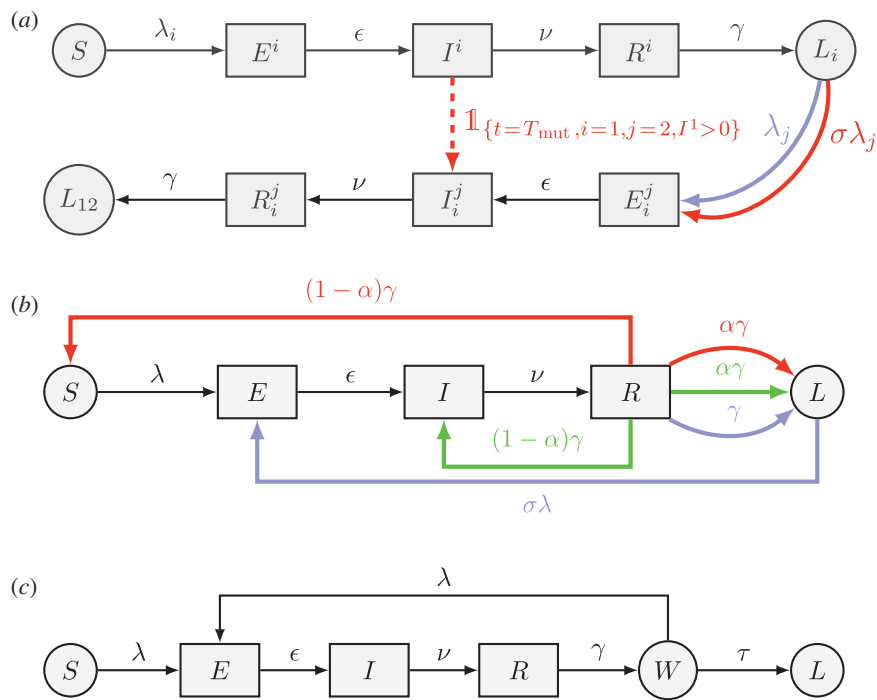 (a)
λ_i ϵ ν γ
S E^i I^i R^i L_i
𝟙_{t=T_mut, i=1, j=2, I^1>0}
λ_j σλ_j
γ ν ϵ
L_12 R_i^j I_i^j E_i^j
(b)
(1 − α)γ
αγ
λ ϵ ν αγ
S E I R L
γ
(1 − α)γ
σλ
(c)
λ
λ ϵ ν γ τ
S E I R W L